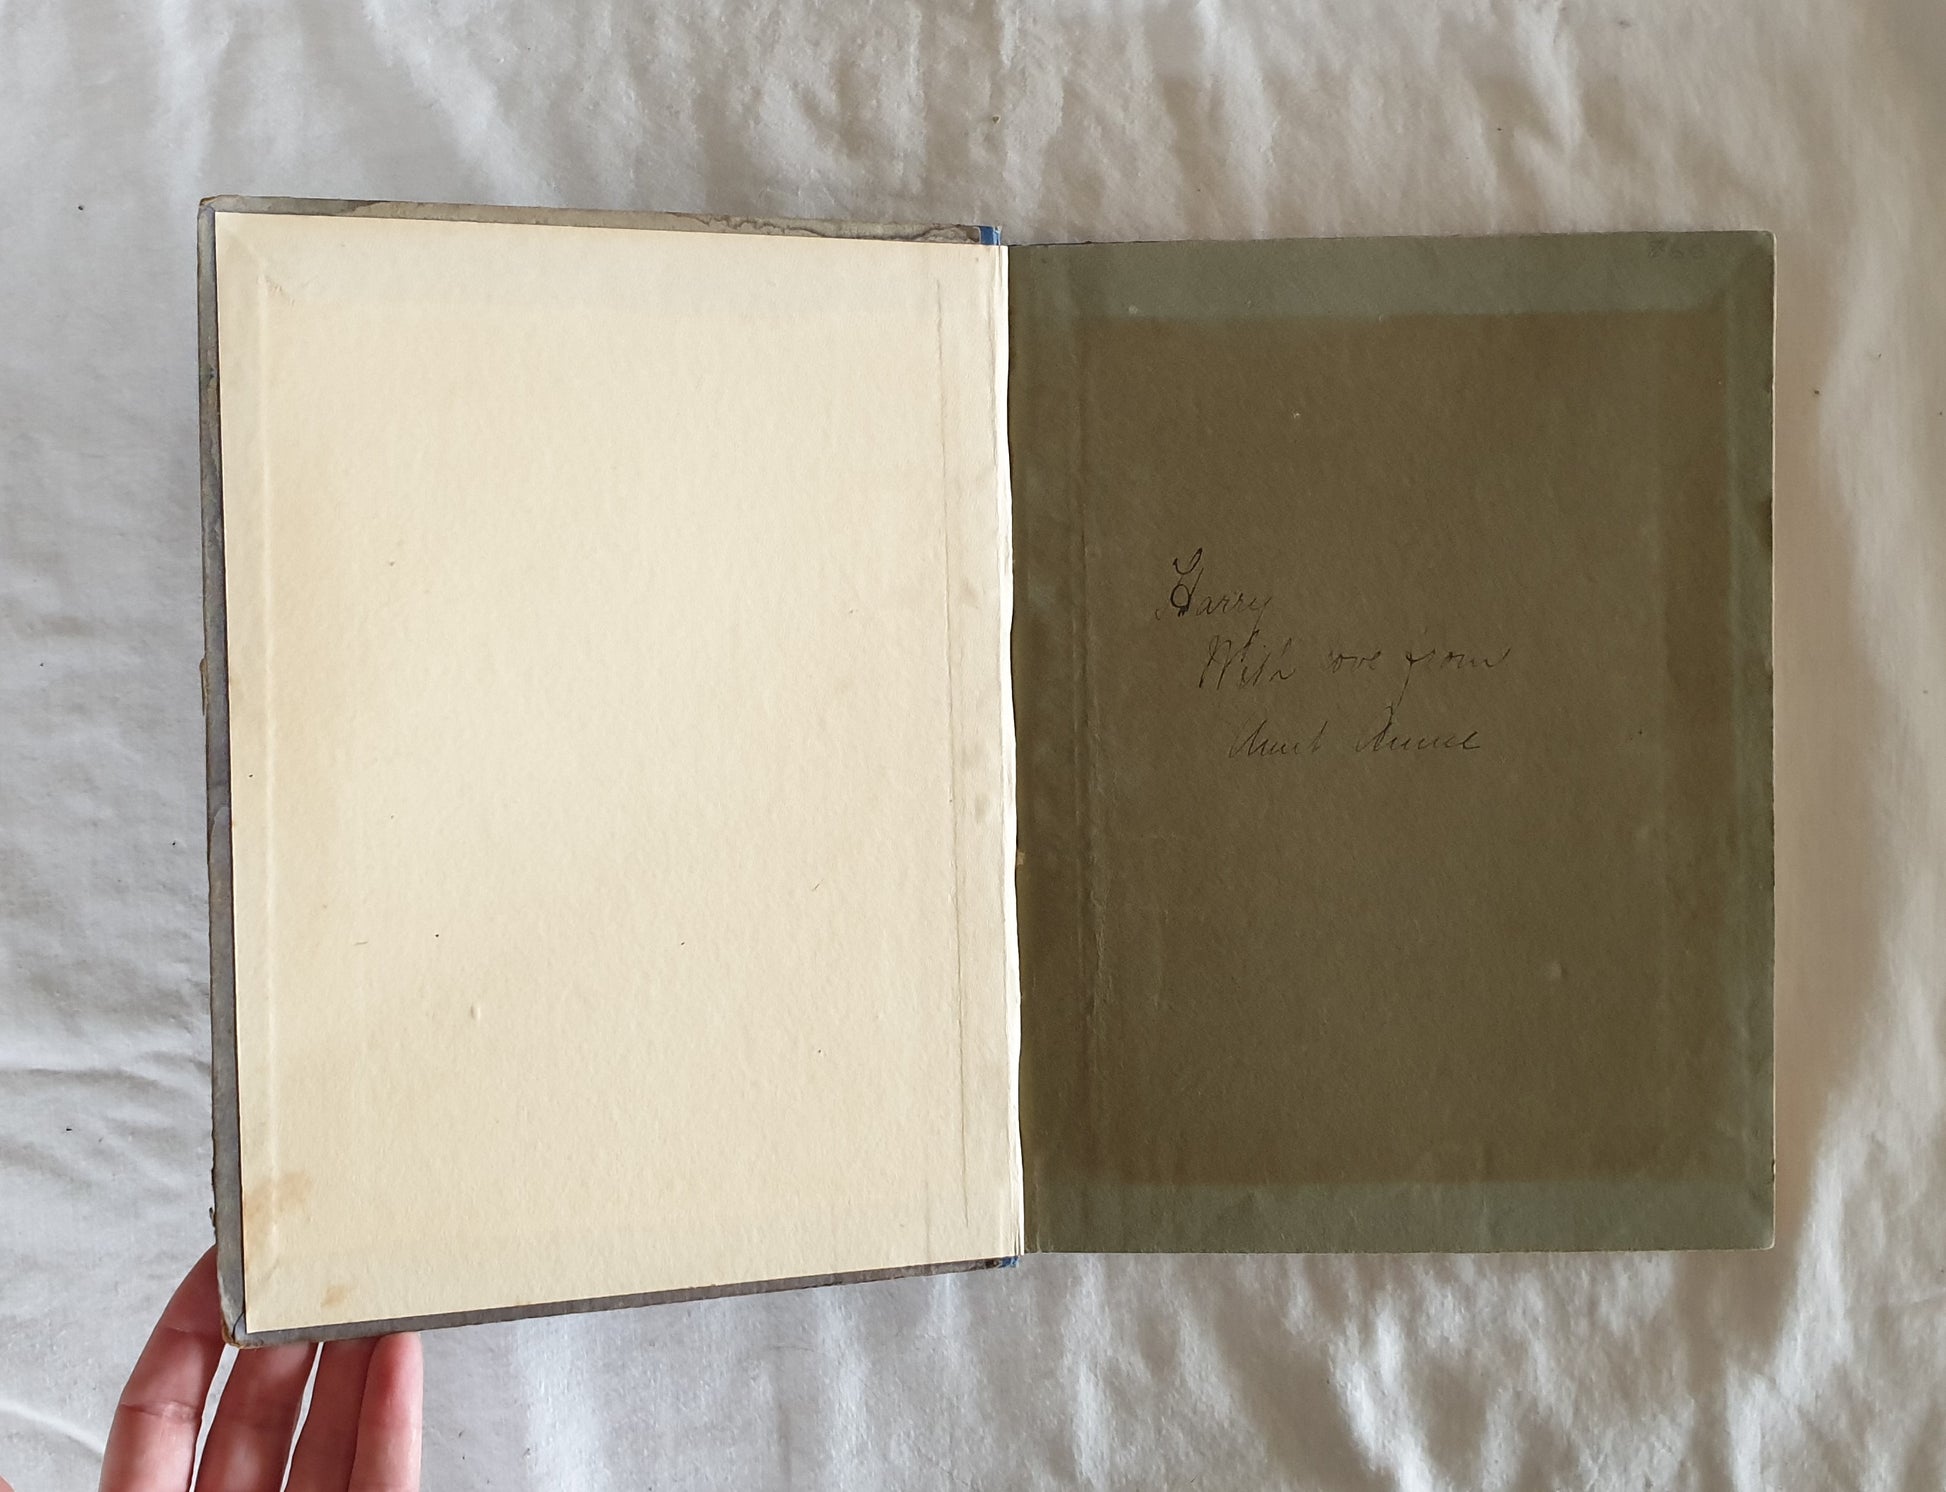 Harry
With love from
Aunt Annie